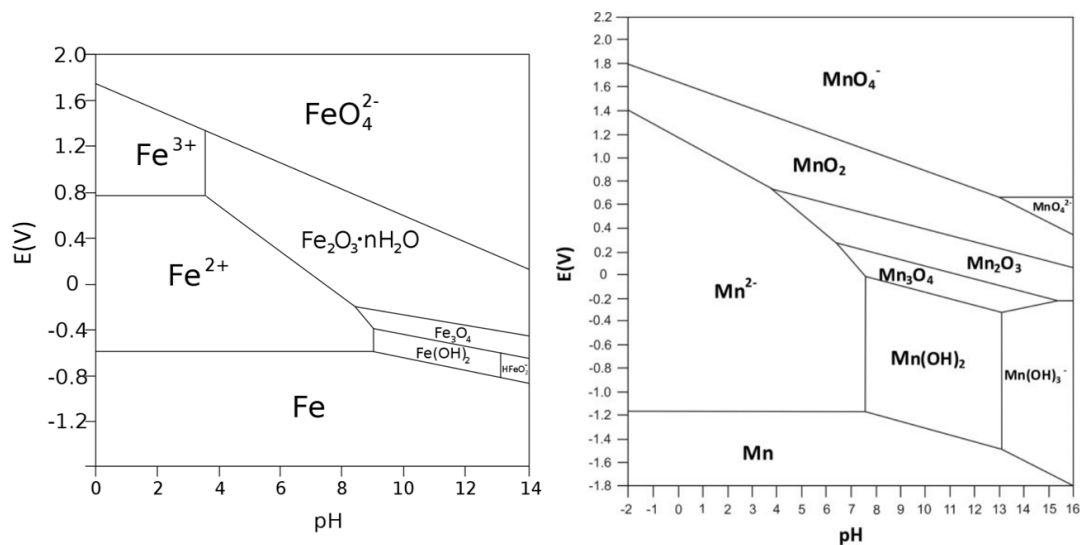 2.0
1.6
1.2
0.8
0.4
0
-0.4
-0.8
-1.2
E(V)
FeO₄²⁻
Fe³⁺
Fe₂O₃·nH₂O
Fe²⁺
Fe₃O₄
Fe(OH)₂
HFeO₂⁻
Fe
0 2 4 6 8 10 12 14
pH
2.2
2.0
1.8
1.6
1.4
1.2
1.0
0.8
0.6
0.4
0.2
0
-0.2
-0.4
-0.6
-0.8
-1.0
-1.2
-1.4
-1.6
-1.8
E(V)
MnO₄⁻
MnO₂
MnO₄²⁻
Mn₂O₃
Mn₃O₄
Mn²⁻
Mn(OH)₂
Mn(OH)₃⁻
Mn
-2 -1 0 1 2 3 4 5 6 7 8 9 10 11 12 13 14 15 16
pH